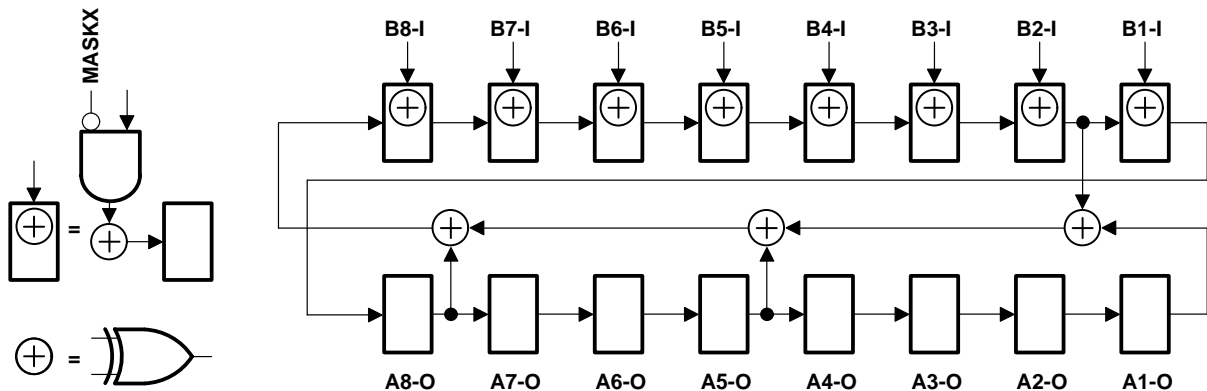 MASKX
=
=
B8-I B7-I B6-I B5-I B4-I B3-I B2-I B1-I
A8-O A7-O A6-O A5-O A4-O A3-O A2-O A1-O